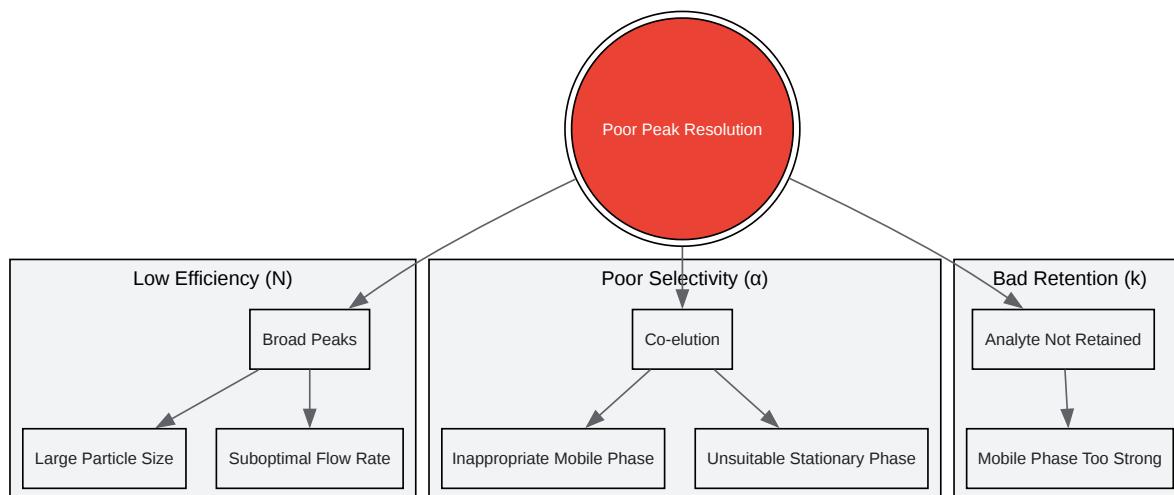 Poor Peak Resolution
Low Efficiency (N)
Poor Selectivity (α)
Bad Retention (k)
Broad Peaks
Co-elution
Analyte Not Retained
Large Particle Size
Suboptimal Flow Rate
Inappropriate Mobile Phase
Unsuitable Stationary Phase
Mobile Phase Too Strong